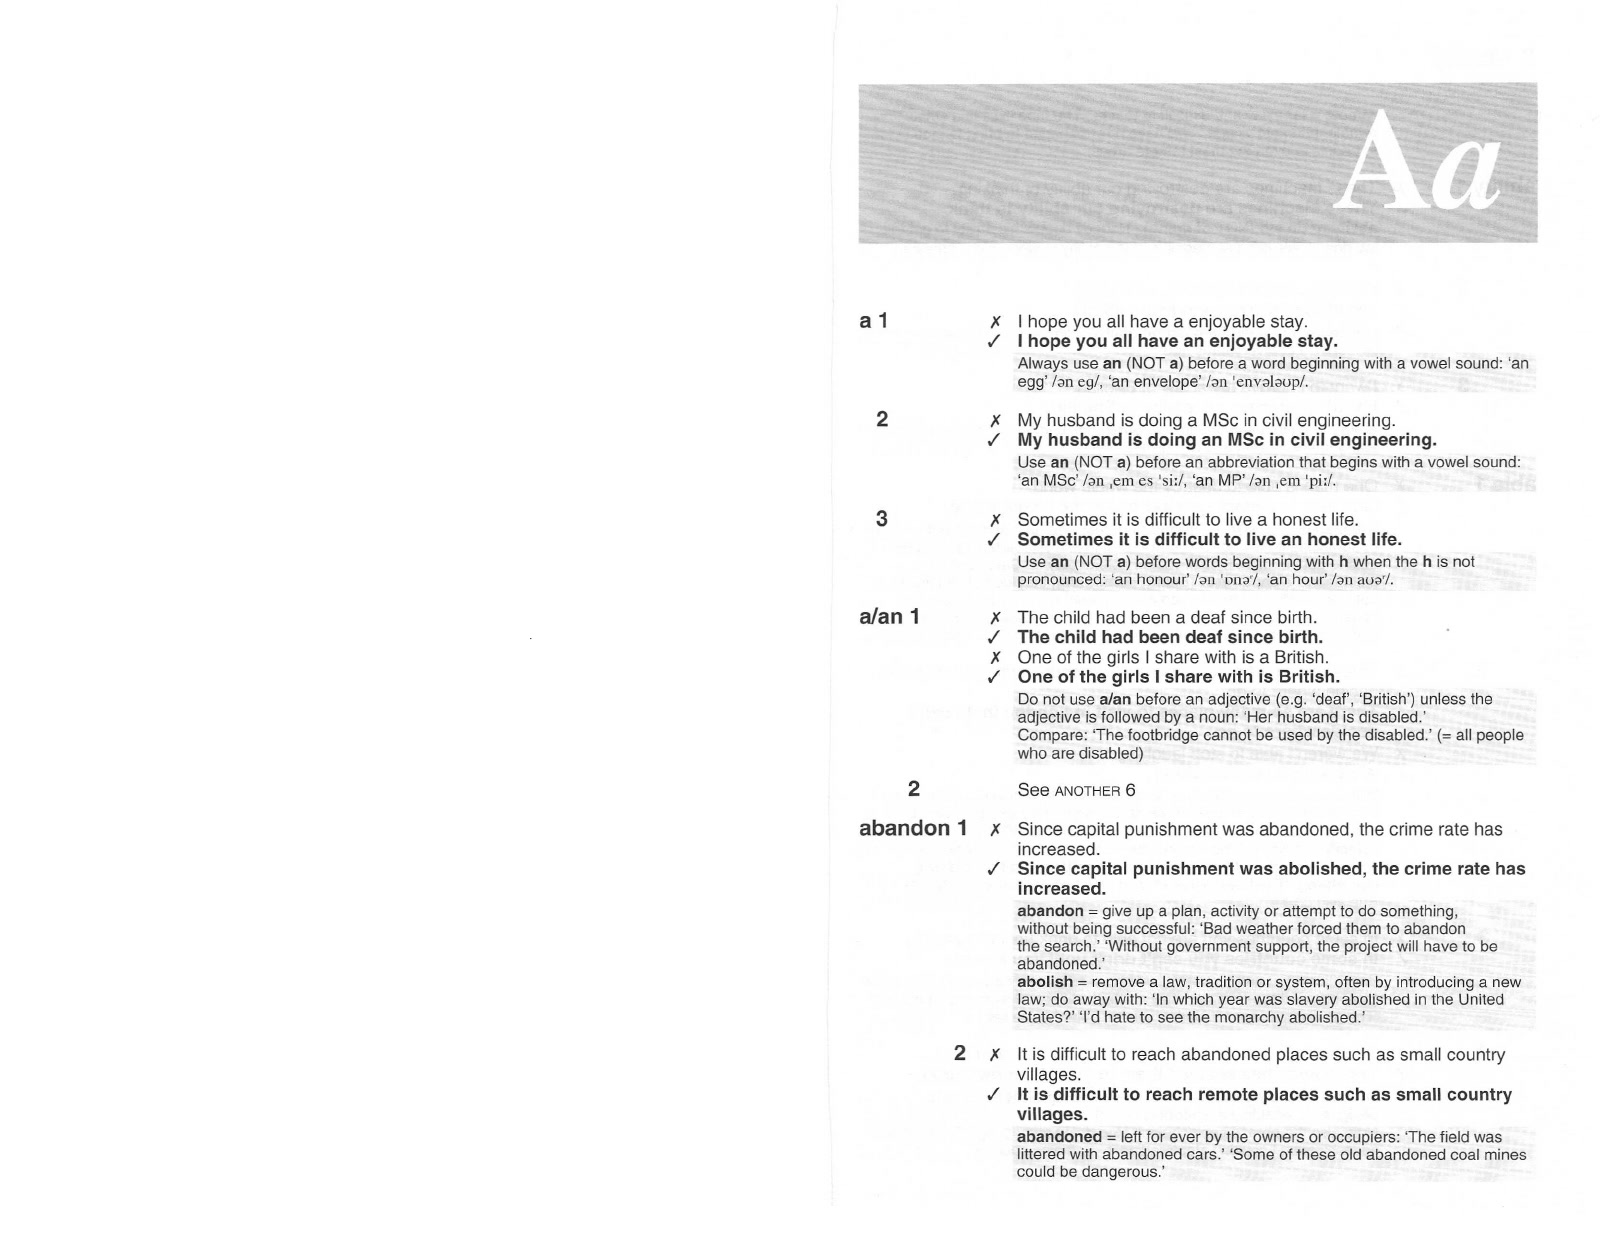 Aa
a 1 ✗ I hope you all have a enjoyable stay.
✓ I hope you all have an enjoyable stay.
Always use an (NOT a) before a word beginning with a vowel sound: ‘an
egg’ /ən eg/, ‘an envelope’ /ən ˈenvələʊp/.
2 ✗ My husband is doing a MSc in civil engineering.
✓ My husband is doing an MSc in civil engineering.
Use an (NOT a) before an abbreviation that begins with a vowel sound:
‘an MSc’ /ən ˌem es ˈsiː/, ‘an MP’ /ən ˌem ˈpiː/.
3 ✗ Sometimes it is difficult to live a honest life.
✓ Sometimes it is difficult to live an honest life.
Use an (NOT a) before words beginning with h when the h is not
pronounced: ‘an honour’ /ən ˈɒnəʳ/, ‘an hour’ /ən aʊəʳ/.
a/an 1 ✗ The child had been a deaf since birth.
✓ The child had been deaf since birth.
✗ One of the girls I share with is a British.
✓ One of the girls I share with is British.
Do not use a/an before an adjective (e.g. ‘deaf’, ‘British’) unless the
adjective is followed by a noun: ‘Her husband is disabled.’
Compare: ‘The footbridge cannot be used by the disabled.’ (= all people
who are disabled)
2 See ANOTHER 6
abandon 1 ✗ Since capital punishment was abandoned, the crime rate has
increased.
✓ Since capital punishment was abolished, the crime rate has
increased.
abandon = give up a plan, activity or attempt to do something,
without being successful: ‘Bad weather forced them to abandon
the search.’ ‘Without government support, the project will have to be
abandoned.’
abolish = remove a law, tradition or system, often by introducing a new
law; do away with: ‘In which year was slavery abolished in the United
States?’ ‘I’d hate to see the monarchy abolished.’
2 ✗ It is difficult to reach abandoned places such as small country
villages.
✓ It is difficult to reach remote places such as small country
villages.
abandoned = left for ever by the owners or occupiers: ‘The field was
littered with abandoned cars.’ ‘Some of these old abandoned coal mines
could be dangerous.’